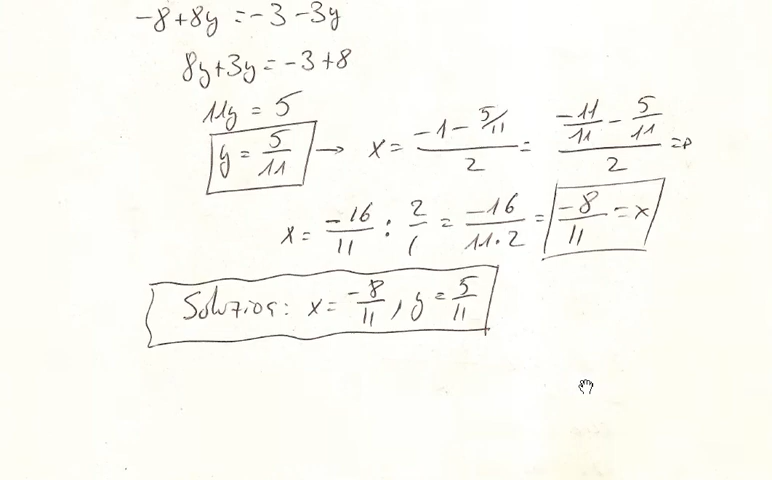 -8+8y = -3-3y
8y+3y = -3+8
11y = 5
y = 5/11 → x = (-1 - 5/11)/2 = (-11/11 - 5/11)/2 =>
x = -16/11 : 2/1 = -16/(11·2) = -8/11 = x
Soluzioa: x = -8/11, y = 5/11